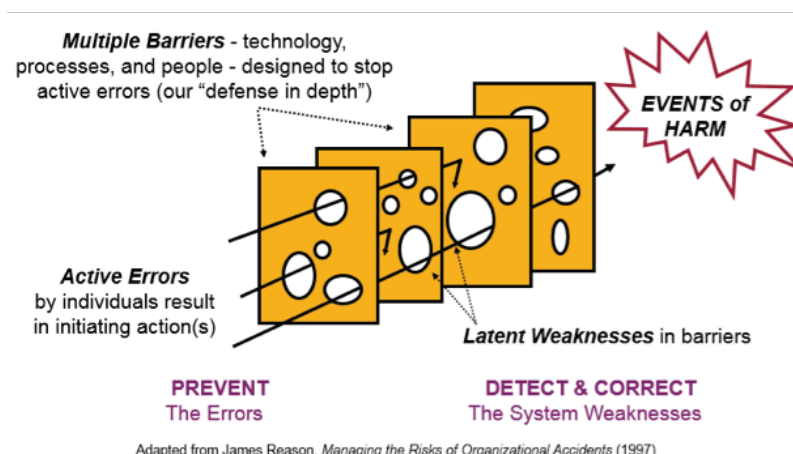 Multiple Barriers - technology,
processes, and people - designed to stop
active errors (our “defense in depth”)
EVENTS of
HARM
Active Errors
by individuals result
in initiating action(s)
Latent Weaknesses in barriers
PREVENT
The Errors
DETECT & CORRECT
The System Weaknesses
Adapted from James Reason, Managing the Risks of Organizational Accidents (1997)